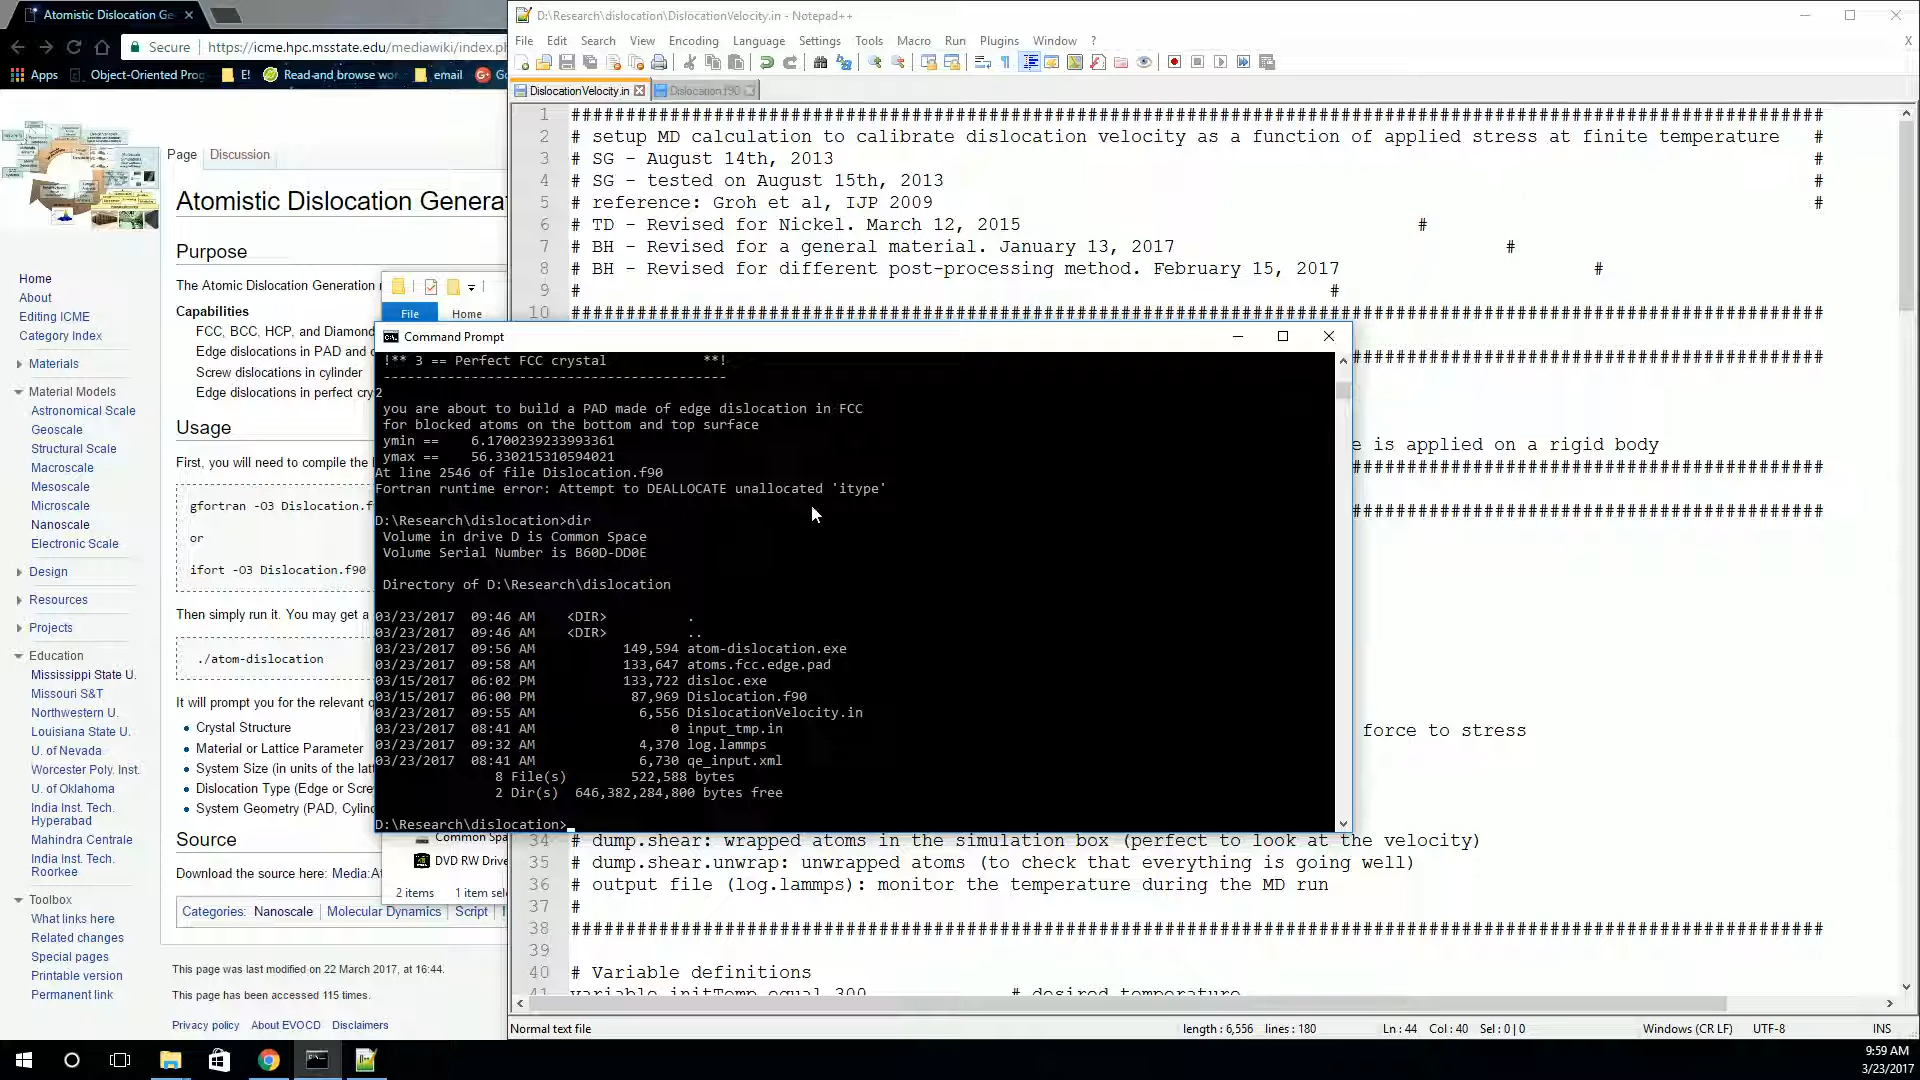 Atomistic Dislocation Ge
Secure
https://icme.hpc.msstate.edu/mediawiki/index.ph
Apps
Object-Oriented Prog
E!
Read and browse wo
email
Page
Discussion
Atomistic Dislocation Genera
Purpose
The Atomic Dislocation Generation
Capabilities
FCC, BCC, HCP, and Diamond
Edge dislocations in PAD and c
Screw dislocations in cylinder
Edge dislocations in perfect cry
Usage
First, you will need to compile the
gfortran -O3 Dislocation.f
or
ifort -O3 Dislocation.f90
Then simply run it. You may get a
./atom-dislocation
It will prompt you for the relevant q
Crystal Structure
Material or Lattice Parameter
System Size (in units of the latt
Dislocation Type (Edge or Scre
System Geometry (PAD, Cylind
Source
Download the source here: Media:At
Categories:
Nanoscale
Molecular Dynamics
Script
This page was last modified on 22 March 2017, at 16:44.
This page has been accessed 115 times.
Privacy policy
About EVOCD
Disclaimers
Home
About
Editing ICME
Category Index
Materials
Material Models
Astronomical Scale
Geoscale
Structural Scale
Macroscale
Mesoscale
Microscale
Nanoscale
Electronic Scale
Design
Resources
Projects
Education
Mississippi State U.
Missouri S&T
Northwestern U.
Louisiana State U.
U. of Nevada
Worcester Poly. Inst.
U. of Oklahoma
India Inst. Tech.
Hyperabad
Mahindra Centrale
India Inst. Tech.
Roorkee
Toolbox
What links here
Related changes
Special pages
Printable version
Permanent link
File
Home
Common Spa
DVD RW Drive
2 items
1 item sele
D:\Research\dislocation\DislocationVelocity.in - Notepad++
File Edit Search View Encoding Language Settings Tools Macro Run Plugins Window ?
X
DislocationVelocity.in
Dislocation.f90
1 ##################################################################################################################
2 # setup MD calculation to calibrate dislocation velocity as a function of applied stress at finite temperature #
3 # SG - August 14th, 2013 #
4 # SG - tested on August 15th, 2013 #
5 # reference: Groh et al, IJP 2009 #
6 # TD - Revised for Nickel. March 12, 2015 #
7 # BH - Revised for a general material. January 13, 2017 #
8 # BH - Revised for different post-processing method. February 15, 2017 #
9 # #
10 ##################################################################################################################
###########################################
e is applied on a rigid body
###########################################
###########################################
force to stress
34 # dump.shear: wrapped atoms in the simulation box (perfect to look at the velocity)
35 # dump.shear.unwrap: unwrapped atoms (to check that everything is going well)
36 # output file (log.lammps): monitor the temperature during the MD run
37 #
38 ##################################################################################################################
39
40 # Variable definitions
41 variable initTemp equal 300 # desired temperature
Normal text file
length : 6,556 lines : 180
Ln : 44 Col : 40 Sel : 0 | 0
Windows (CR LF)
UTF-8
INS
Command Prompt
!** 3 == Perfect FCC crystal **!
--------------------------------------------
2
you are about to build a PAD made of edge dislocation in FCC
for blocked atoms on the bottom and top surface
ymin == 6.1700239233993361
ymax == 56.330215310594021
At line 2546 of file Dislocation.f90
Fortran runtime error: Attempt to DEALLOCATE unallocated 'itype'
D:\Research\dislocation>dir
Volume in drive D is Common Space
Volume Serial Number is B60D-DD0E
Directory of D:\Research\dislocation
03/23/2017 09:46 AM <DIR> .
03/23/2017 09:46 AM <DIR> ..
03/23/2017 09:56 AM 149,594 atom-dislocation.exe
03/23/2017 09:58 AM 133,647 atoms.fcc.edge.pad
03/15/2017 06:02 PM 133,722 disloc.exe
03/15/2017 06:00 PM 87,969 Dislocation.f90
03/23/2017 09:55 AM 6,556 DislocationVelocity.in
03/23/2017 08:41 AM 0 input_tmp.in
03/23/2017 09:32 AM 4,370 log.lammps
03/23/2017 08:41 AM 6,730 qe_input.xml
8 File(s) 522,588 bytes
2 Dir(s) 646,382,284,800 bytes free
D:\Research\dislocation>_
9:59 AM
3/23/2017